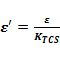 ε′ = ε / K_TCS